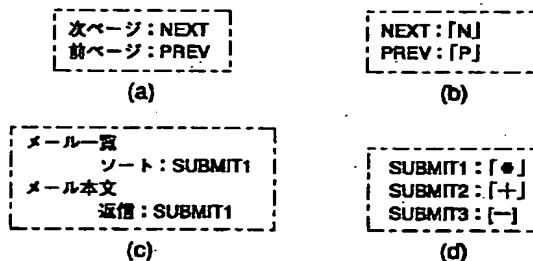 次ページ：NEXT
前ページ：PREV
(a)
NEXT：「N」
PREV：「P」
(b)
メール一覧
ソート：SUBMIT1
メール本文
返信：SUBMIT1
(c)
SUBMIT1：「＊」
SUBMIT2：「＋」
SUBMIT3：[ー]
(d)